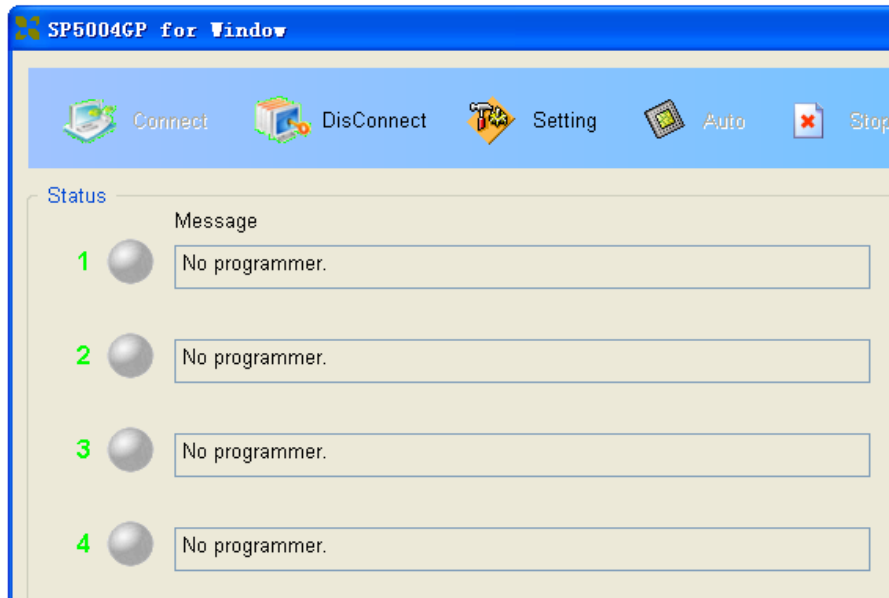 SP5004GP for Window
Connect DisConnect Setting Auto Stop
Status
Message
1 No programmer.
2 No programmer.
3 No programmer.
4 No programmer.